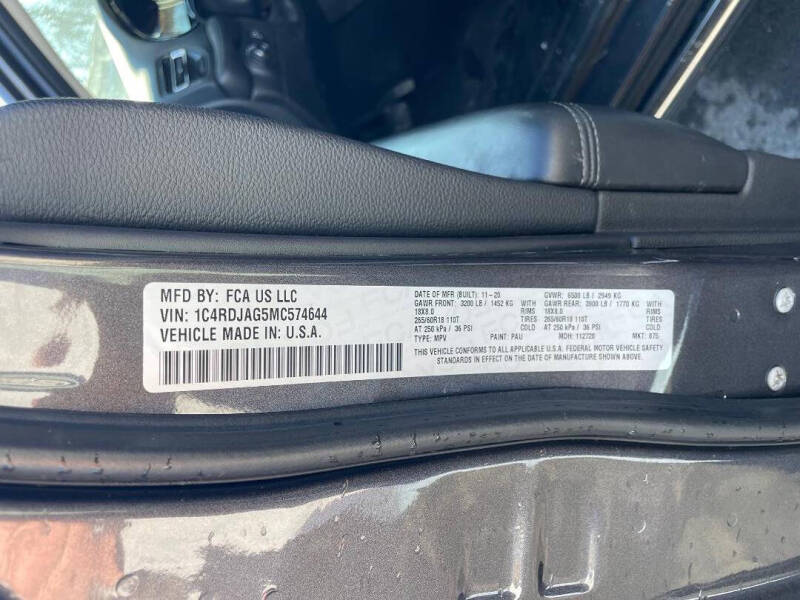 MFD BY: FCA US LLC
VIN: 1C4RDJAG5MC574644
VEHICLE MADE IN: U.S.A.
DATE OF MFR (BUILT): 11-20
GVWR: 6500 LB / 2949 KG
GAWR FRONT: 3200 LB / 1452 KG WITH
GAWR REAR: 3900 LB / 1770 KG WITH
18X8.0 RIMS
18X8.0 RIMS
265/60R18 110T TIRES
265/60R18 110T TIRES
AT 250 kPa / 36 PSI COLD
AT 250 kPa / 36 PSI COLD
TYPE: MPV PAINT: PAU MDH: 112720 MKT: 875
THIS VEHICLE CONFORMS TO ALL APPLICABLE U.S.A. FEDERAL MOTOR VEHICLE SAFETY
STANDARDS IN EFFECT ON THE DATE OF MANUFACTURE SHOWN ABOVE.